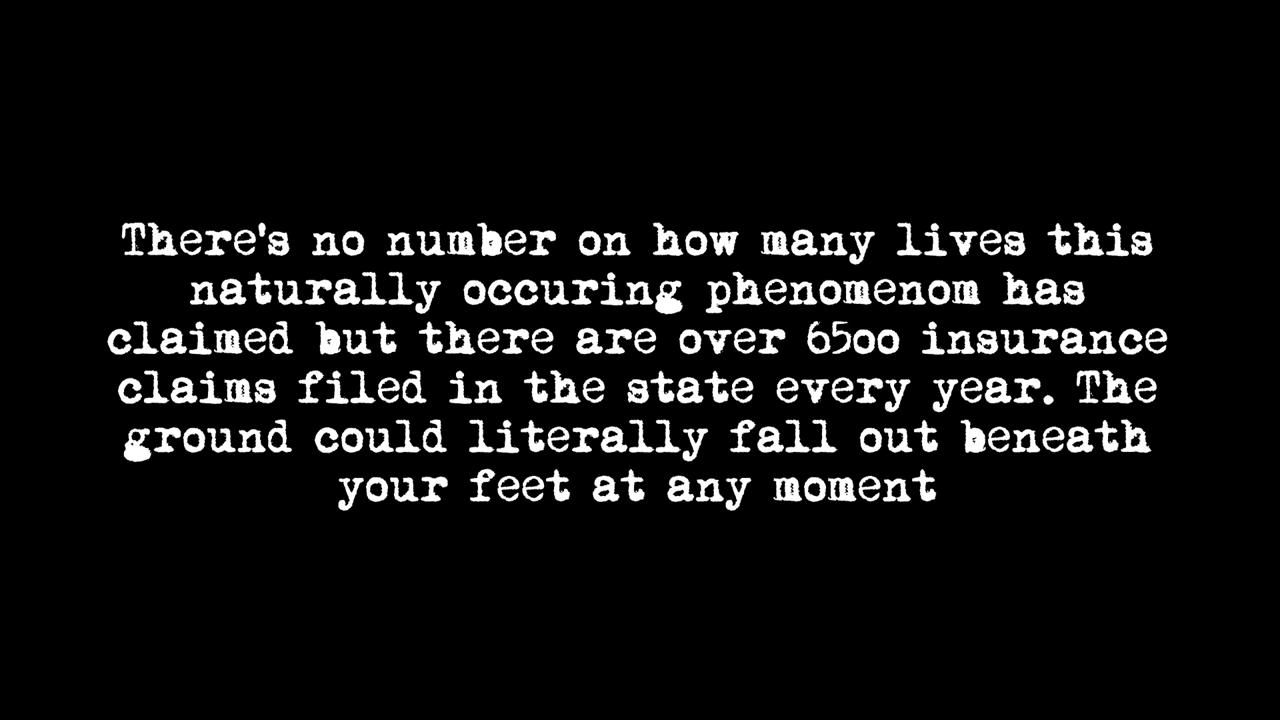 There's no number on how many lives this
naturally occuring phenomenom has
claimed but there are over 6500 insurance
claims filed in the state every year. The
ground could literally fall out beneath
your feet at any moment